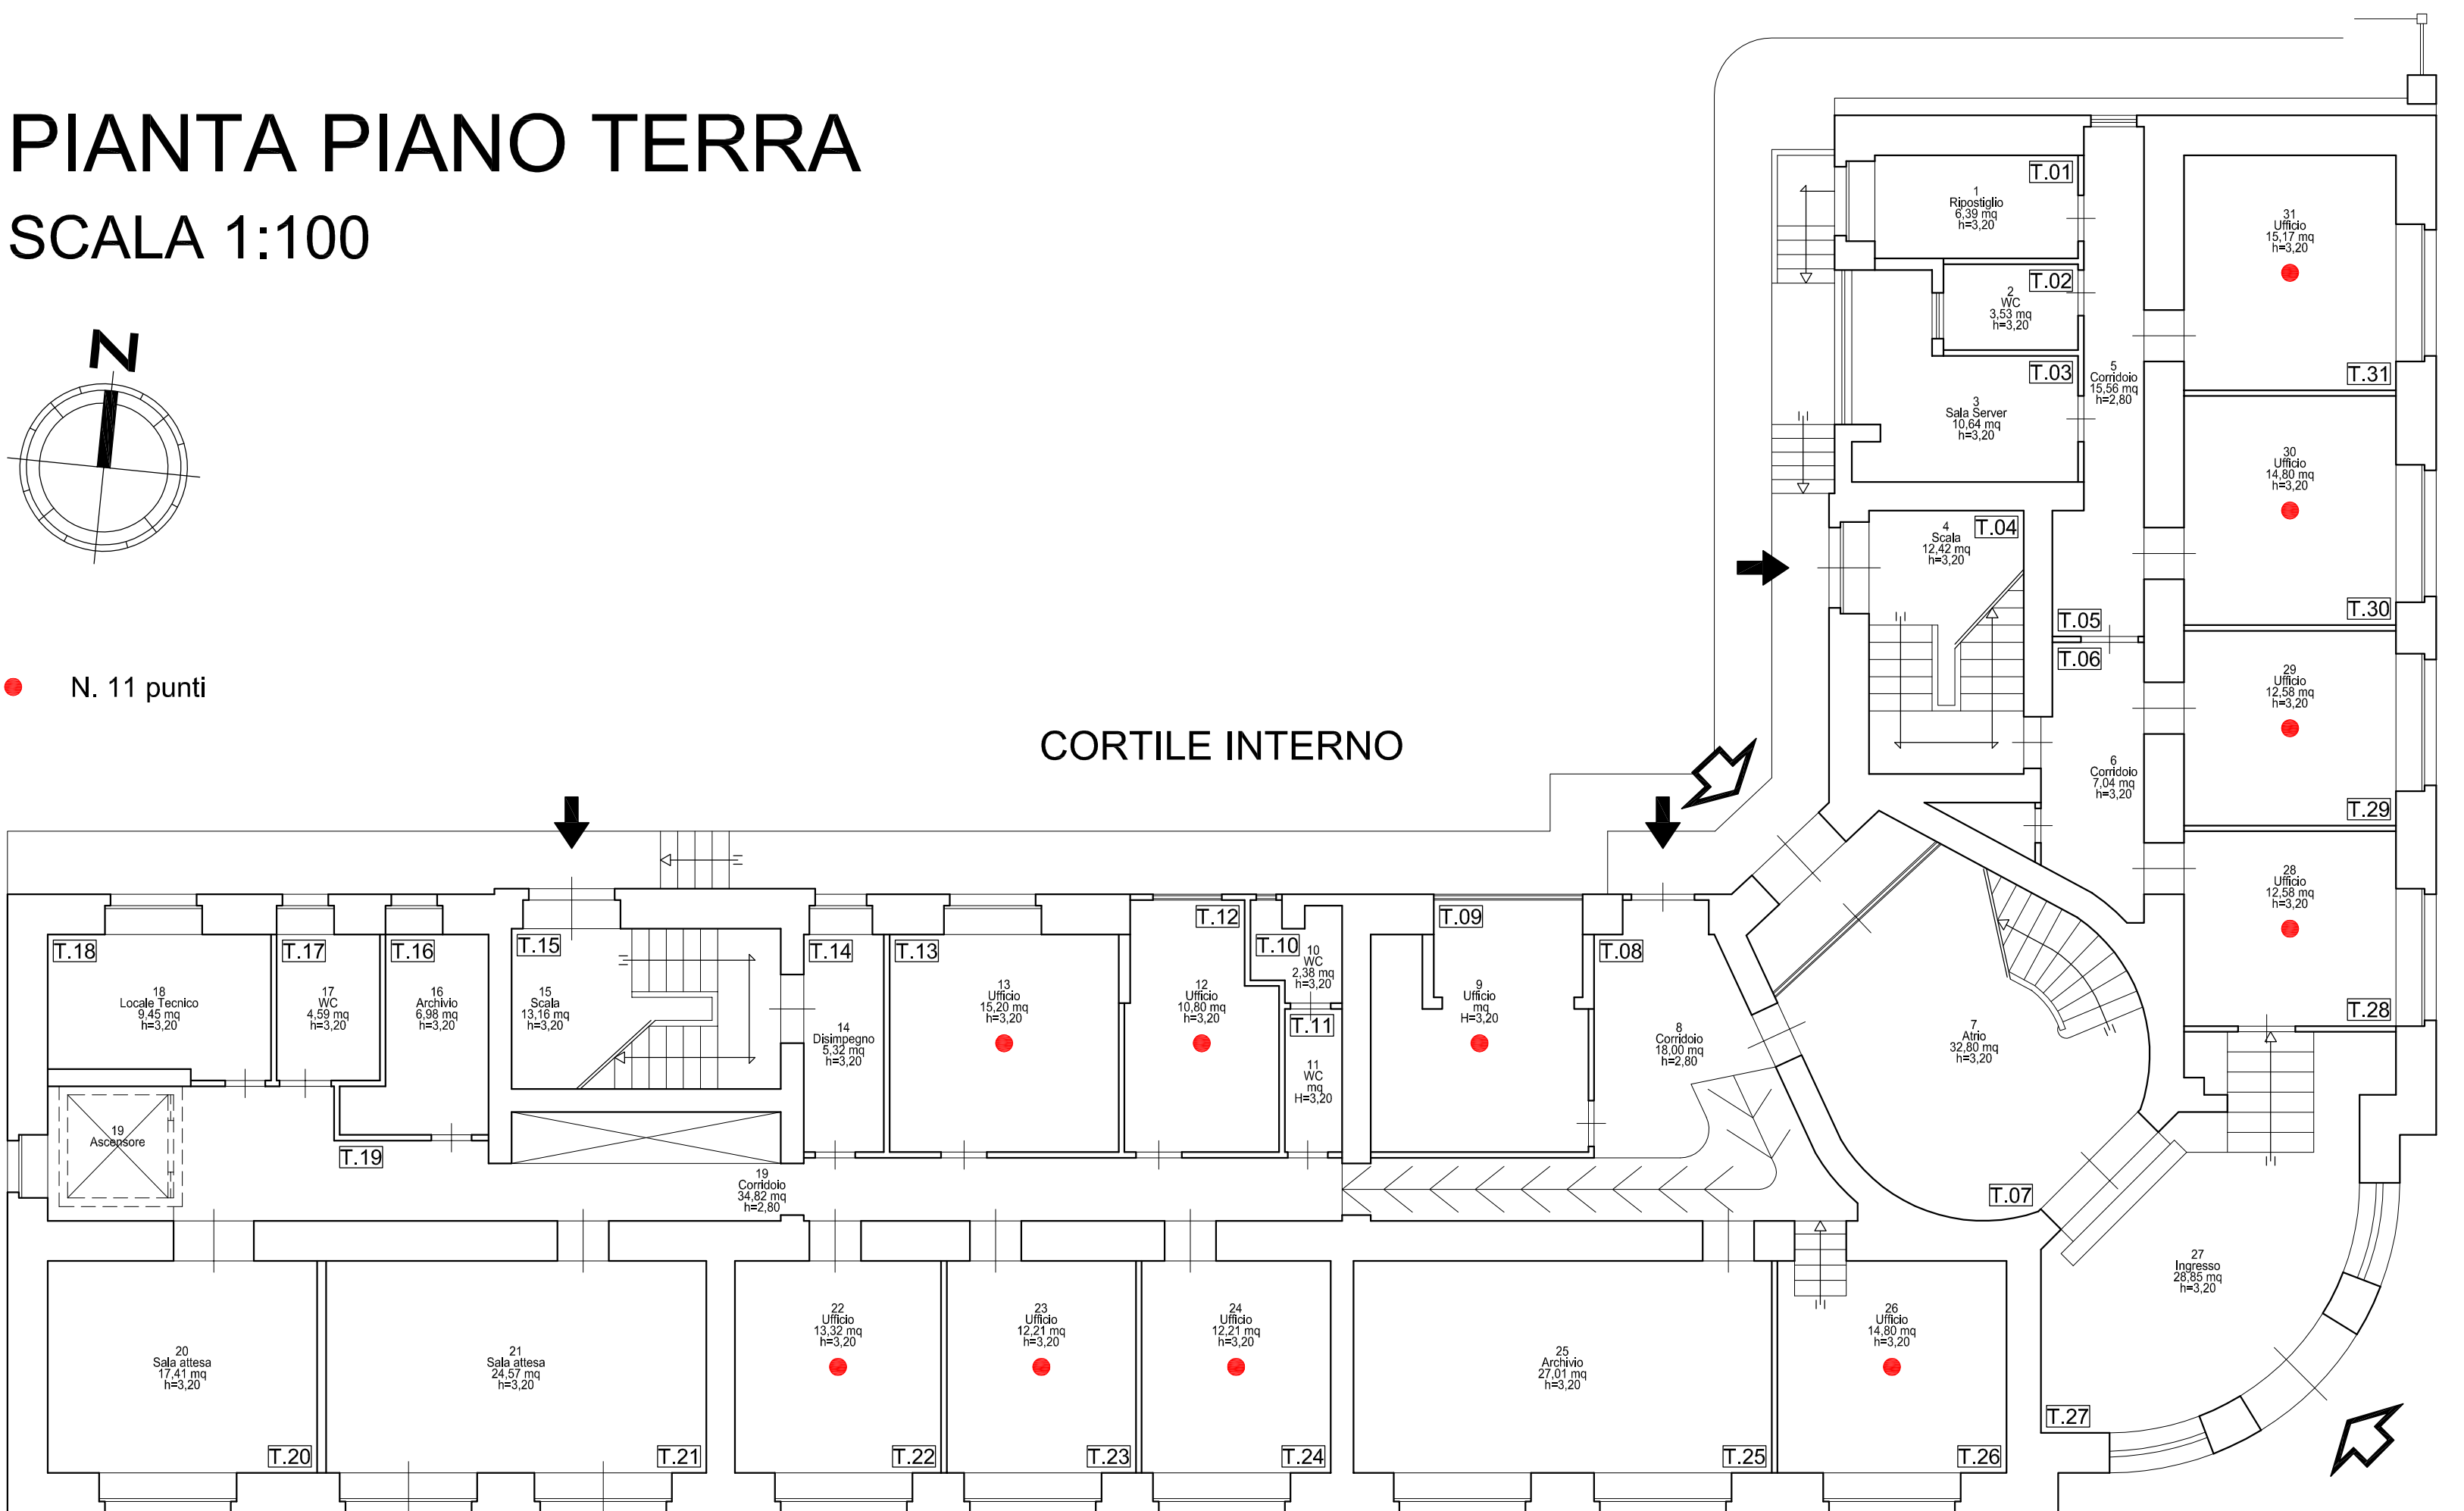 PIANTA PIANO TERRA
SCALA 1:100
N
N. 11 punti
CORTILE INTERNO
T.01
1
Ripostiglio
6,39 mq
h=3,20
T.02
2
WC
3,53 mq
h=3,20
T.03
3
Sala Server
10,64 mq
h=3,20
T.04
4
Scala
12,42 mq
h=3,20
5
Corridoio
15,56 mq
h=2,80
T.05
T.06
6
Corridoio
7,04 mq
h=3,20
31
Ufficio
15,17 mq
h=3,20
T.31
30
Ufficio
14,80 mq
h=3,20
T.30
29
Ufficio
12,58 mq
h=3,20
T.29
28
Ufficio
12,58 mq
h=3,20
T.28
T.18
18
Locale Tecnico
9,45 mq
h=3,20
T.17
17
WC
4,59 mq
h=3,20
T.16
16
Archivio
6,98 mq
h=3,20
T.15
15
Scala
13,16 mq
h=3,20
T.14
14
Disimpegno
5,32 mq
h=3,20
T.13
13
Ufficio
15,20 mq
h=3,20
T.12
12
Ufficio
10,80 mq
h=3,20
T.10
10
WC
2,38 mq
h=3,20
T.11
11
WC
mq
H=3,20
T.09
9
Ufficio
mq
H=3,20
T.08
8
Corridoio
18,00 mq
h=2,80
7
Atrio
32,80 mq
h=3,20
T.07
19
Ascensore
T.19
19
Corridoio
34,82 mq
h=2,80
20
Sala attesa
17,41 mq
h=3,20
T.20
21
Sala attesa
24,57 mq
h=3,20
T.21
22
Ufficio
13,32 mq
h=3,20
T.22
23
Ufficio
12,21 mq
h=3,20
T.23
24
Ufficio
12,21 mq
h=3,20
T.24
25
Archivio
27,01 mq
h=3,20
T.25
26
Ufficio
14,80 mq
h=3,20
T.26
27
Ingresso
28,85 mq
h=3,20
T.27